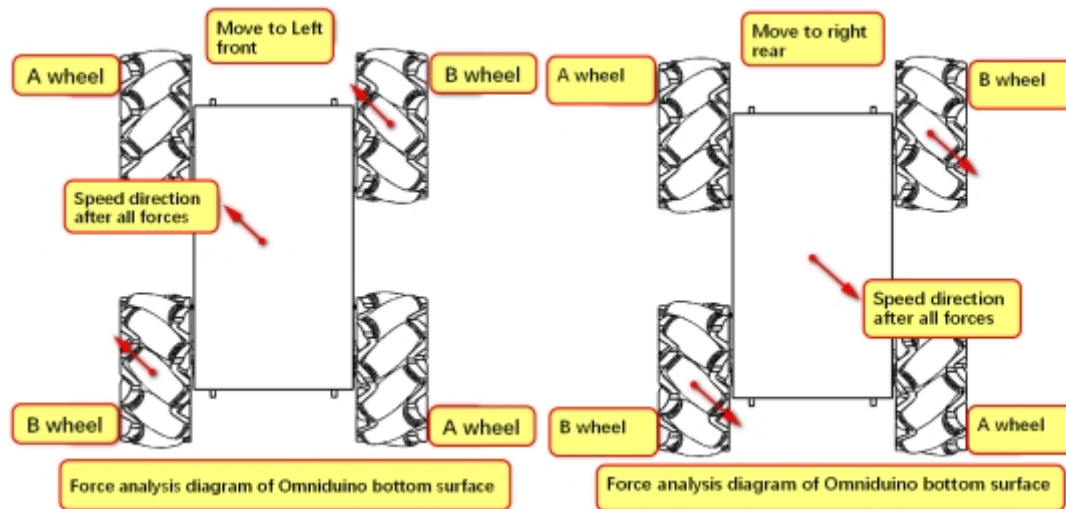 Move to Left
front
A wheel
B wheel
Speed direction
after all forces
B wheel
A wheel
Force analysis diagram of Omniduino bottom surface
Move to right
rear
A wheel
B wheel
Speed direction
after all forces
B wheel
A wheel
Force analysis diagram of Omniduino bottom surface